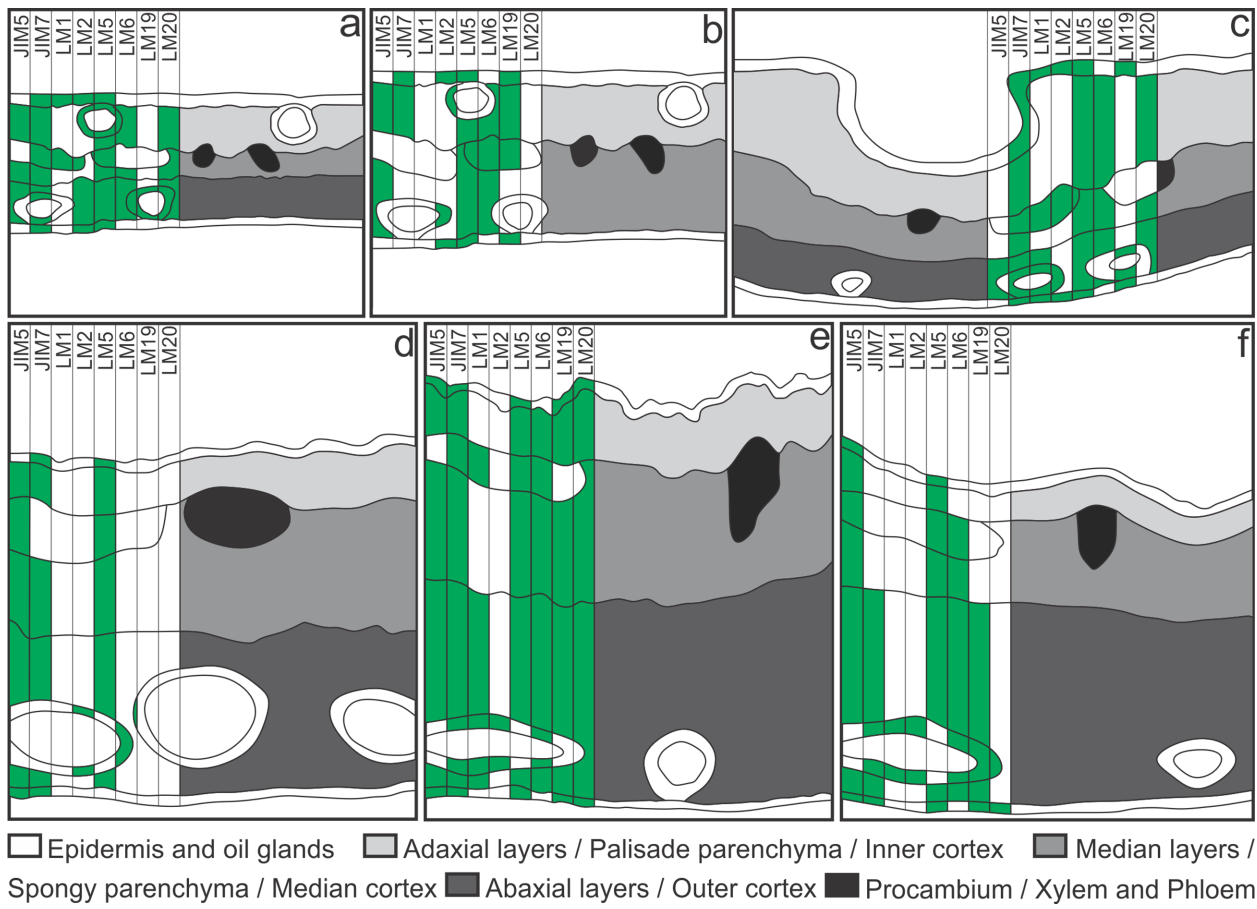 JIM5 JIM7 LM1 LM2 LM5 LM6 LM19 LM20 a
JIM5 JIM7 LM1 LM2 LM5 LM6 LM19 LM20 b
JIM5 JIM7 LM1 LM2 LM5 LM6 LM19 LM20 c
JIM5 JIM7 LM1 LM2 LM5 LM6 LM19 LM20 d
JIM5 JIM7 LM1 LM2 LM5 LM6 LM19 LM20 e
JIM5 JIM7 LM1 LM2 LM5 LM6 LM19 LM20 f
Epidermis and oil glands Adaxial layers / Palisade parenchyma / Inner cortex Median layers /
Spongy parenchyma / Median cortex Abaxial layers / Outer cortex Procambium / Xylem and Phloem